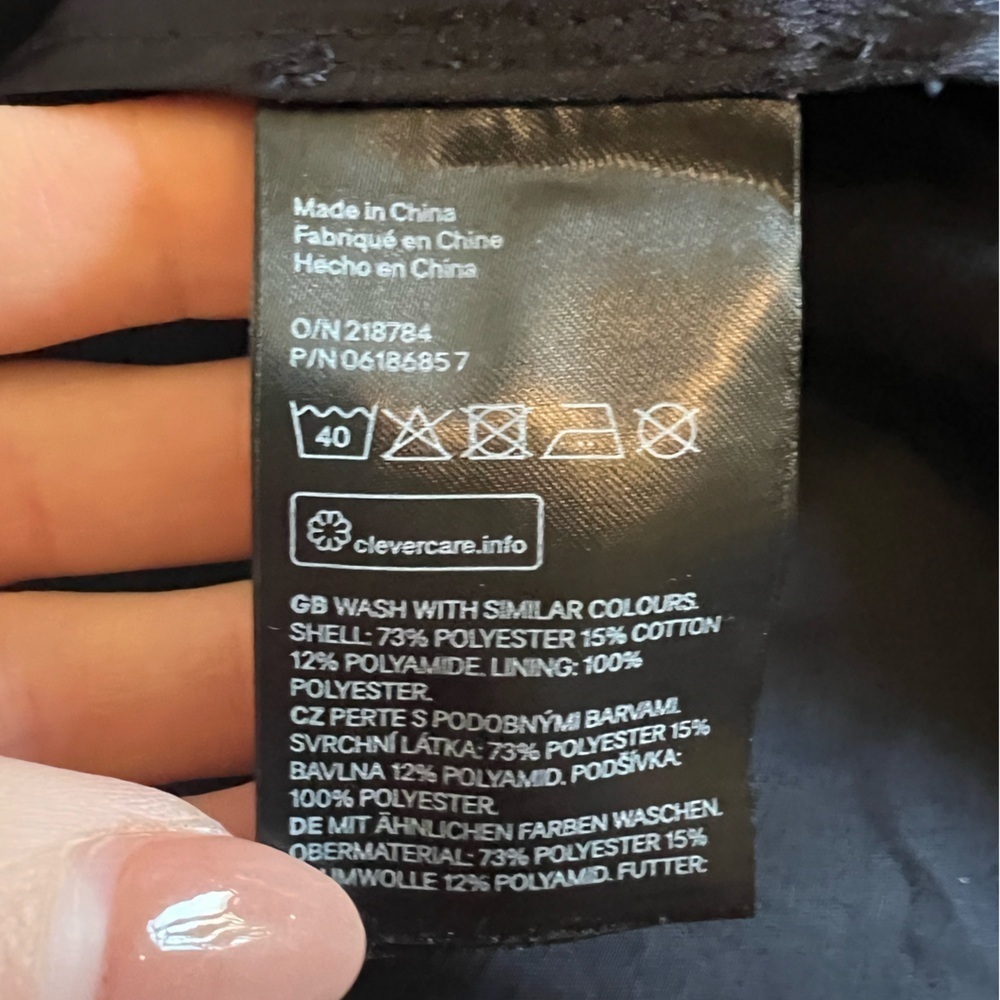 Made in China
Fabriqué en Chine
Hecho en China
O/N 218784
P/N 0618685 7
40
clevercare.info
GB WASH WITH SIMILAR COLOURS.
SHELL: 73% POLYESTER 15% COTTON
12% POLYAMIDE. LINING: 100%
POLYESTER.
CZ PERTE S PODOBNÝMI BARVAMI.
SVRCHNÍ LÁTKA: 73% POLYESTER 15%
BAVLNA 12% POLYAMID. PODŠÍVKA:
100% POLYESTER.
DE MIT ÄHNLICHEN FARBEN WASCHEN.
OBERMATERIAL: 73% POLYESTER 15%
UMWOLLE 12% POLYAMID. FUTTER: